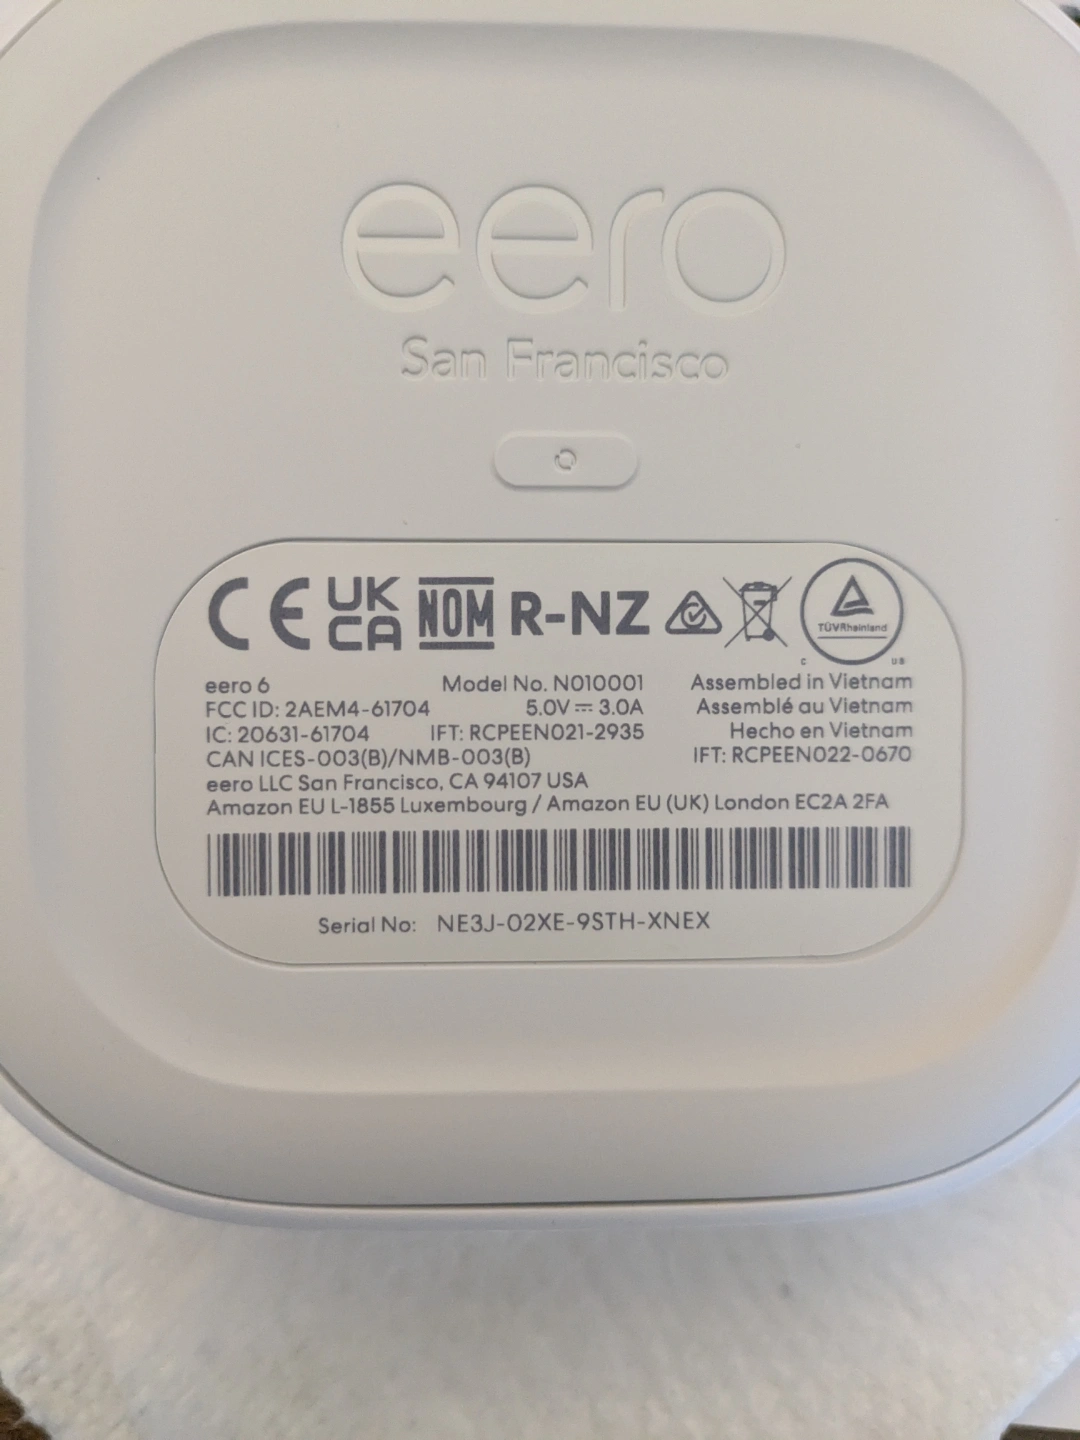 eero
San Francisco
CE UK CA NOM R-NZ TÜVRheinland
C US
eero 6 Model No. N010001 Assembled in Vietnam
FCC ID: 2AEM4-61704 5.0V⎓3.0A Assemblé au Vietnam
IC: 20631-61704 IFT: RCPEEN021-2935 Hecho en Vietnam
CAN ICES-003(B)/NMB-003(B) IFT: RCPEEN022-0670
eero LLC San Francisco, CA 94107 USA
Amazon EU L-1855 Luxembourg / Amazon EU (UK) London EC2A 2FA
Serial No: NE3J-02XE-9STH-XNEX